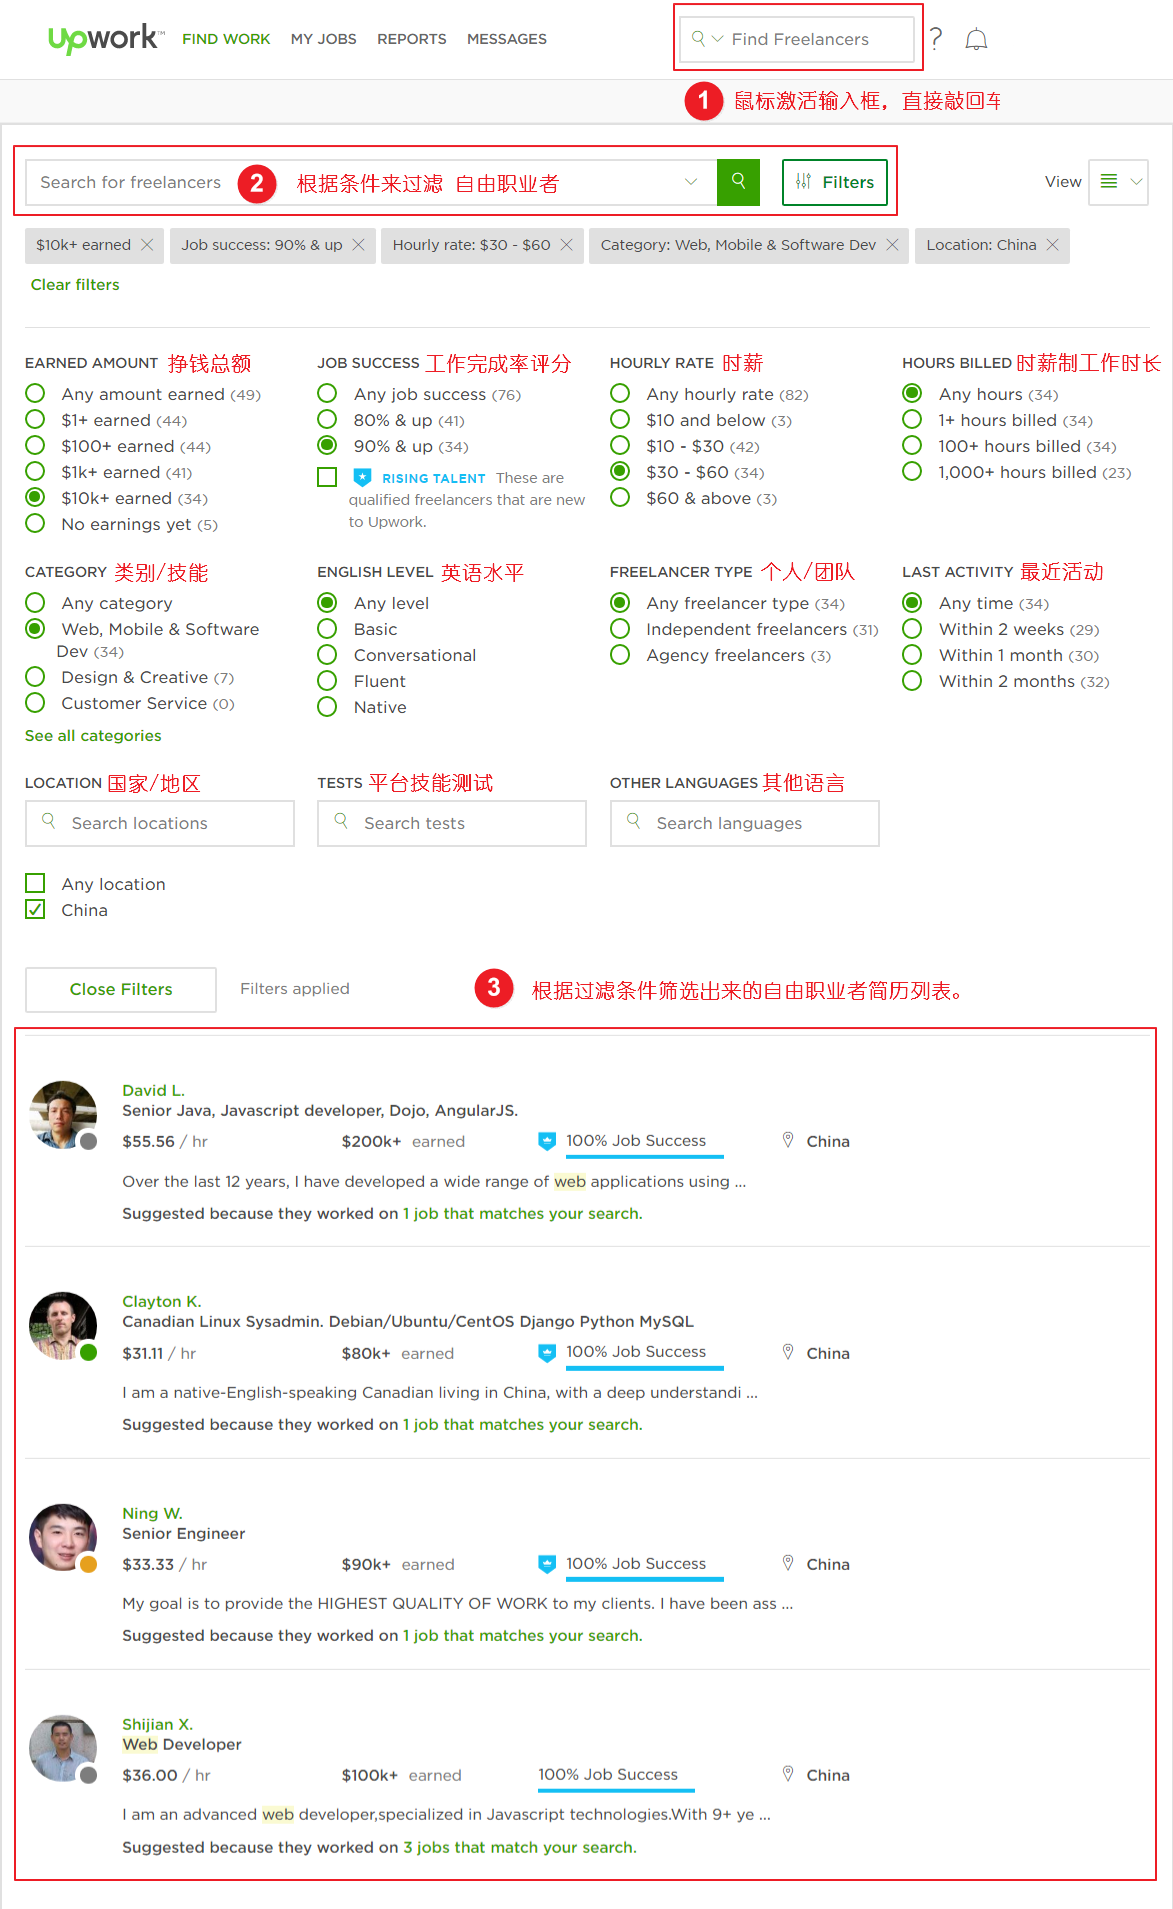 upwork™ FIND WORK MY JOBS REPORTS MESSAGES Find Freelancers ?
1 鼠标激活输入框，直接敲回车
Search for freelancers 2 根据条件来过滤 自由职业者 Filters View
$10k+ earned Job success: 90% & up Hourly rate: $30 - $60 Category: Web, Mobile & Software Dev Location: China
Clear filters
EARNED AMOUNT 挣钱总额
Any amount earned (49)
$1+ earned (44)
$100+ earned (44)
$1k+ earned (41)
$10k+ earned (34)
No earnings yet (5)
JOB SUCCESS 工作完成率评分
Any job success (76)
80% & up (41)
90% & up (34)
RISING TALENT These are
qualified freelancers that are new
to Upwork.
HOURLY RATE 时薪
Any hourly rate (82)
$10 and below (3)
$10 - $30 (42)
$30 - $60 (34)
$60 & above (3)
HOURS BILLED 时薪制工作时长
Any hours (34)
1+ hours billed (34)
100+ hours billed (34)
1,000+ hours billed (23)
CATEGORY 类别/技能
Any category
Web, Mobile & Software
Dev (34)
Design & Creative (7)
Customer Service (0)
See all categories
ENGLISH LEVEL 英语水平
Any level
Basic
Conversational
Fluent
Native
FREELANCER TYPE 个人/团队
Any freelancer type (34)
Independent freelancers (31)
Agency freelancers (3)
LAST ACTIVITY 最近活动
Any time (34)
Within 2 weeks (29)
Within 1 month (30)
Within 2 months (32)
LOCATION 国家/地区
Search locations
Any location
China
TESTS 平台技能测试
Search tests
OTHER LANGUAGES 其他语言
Search languages
Close Filters Filters applied 3 根据过滤条件筛选出来的自由职业者简历列表。
David L.
Senior Java, Javascript developer, Dojo, AngularJS.
$55.56 / hr $200k+ earned 100% Job Success China
Over the last 12 years, I have developed a wide range of web applications using ...
Suggested because they worked on 1 job that matches your search.
Clayton K.
Canadian Linux Sysadmin. Debian/Ubuntu/CentOS Django Python MySQL
$31.11 / hr $80k+ earned 100% Job Success China
I am a native-English-speaking Canadian living in China, with a deep understandi ...
Suggested because they worked on 1 job that matches your search.
Ning W.
Senior Engineer
$33.33 / hr $90k+ earned 100% Job Success China
My goal is to provide the HIGHEST QUALITY OF WORK to my clients. I have been ass ...
Suggested because they worked on 1 job that matches your search.
Shijian X.
Web Developer
$36.00 / hr $100k+ earned 100% Job Success China
I am an advanced web developer,specialized in Javascript technologies.With 9+ ye ...
Suggested because they worked on 3 jobs that match your search.